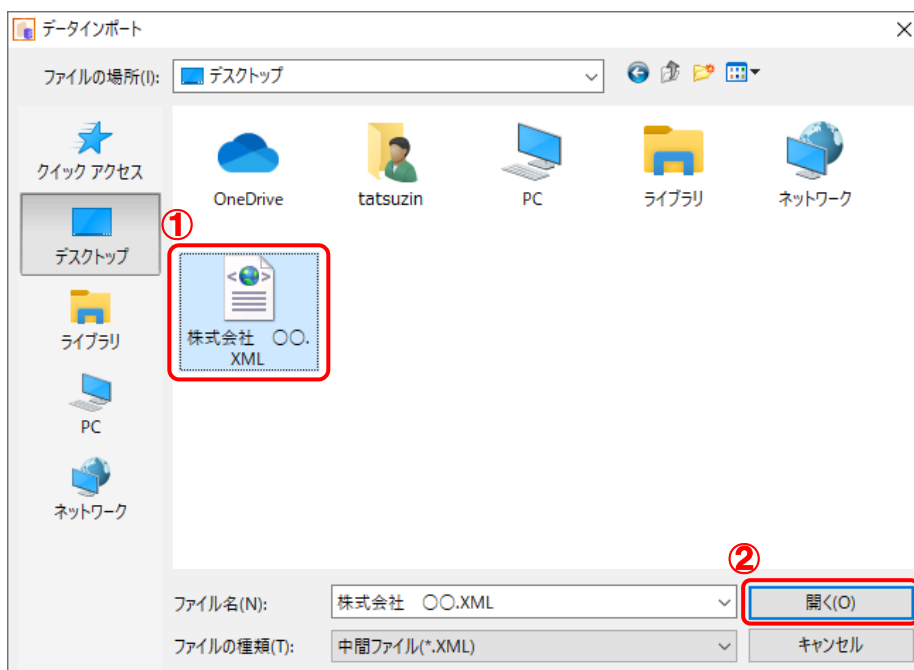 データインポート
ファイルの場所(I):
デスクトップ
クイック アクセス
デスクトップ
ライブラリ
PC
ネットワーク
OneDrive
tatsuzin
PC
ライブラリ
ネットワーク
①
株式会社　〇〇.
XML
②
ファイル名(N):
株式会社　〇〇.XML
開く(O)
ファイルの種類(T):
中間ファイル(*.XML)
キャンセル